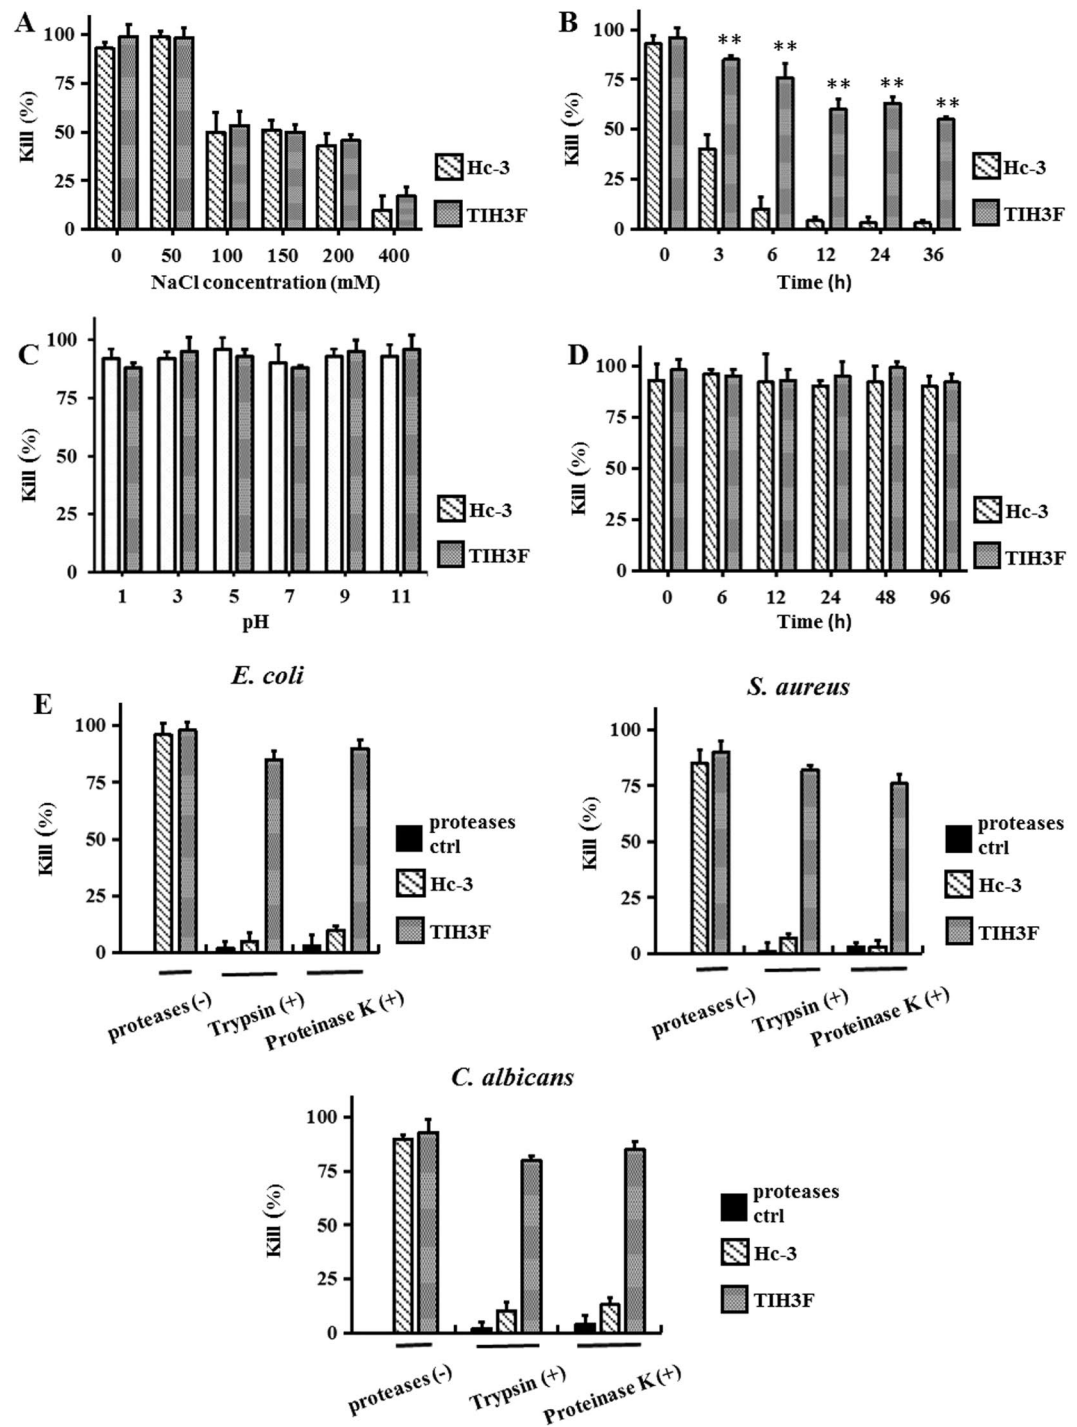 A
Kill (%)
100
75
50
25
0
0 50 100 150 200 400
NaCl concentration (mM)
Hc-3
TIH3F
B
Kill (%)
100
75
50
25
0
** ** ** ** **
0 3 6 12 24 36
Time (h)
Hc-3
TIH3F
C
Kill (%)
100
75
50
25
0
1 3 5 7 9 11
pH
Hc-3
TIH3F
D
Kill (%)
100
75
50
25
0
0 6 12 24 48 96
Time (h)
Hc-3
TIH3F
E
E. coli
Kill (%)
100
75
50
25
0
proteases (-)
Trypsin (+)
Proteinase K (+)
proteases
ctrl
Hc-3
TIH3F
S. aureus
Kill (%)
100
75
50
25
0
proteases (-)
Trypsin (+)
Proteinase K (+)
proteases
ctrl
Hc-3
TIH3F
C. albicans
Kill (%)
100
75
50
25
0
proteases (-)
Trypsin (+)
Proteinase K (+)
proteases
ctrl
Hc-3
TIH3F